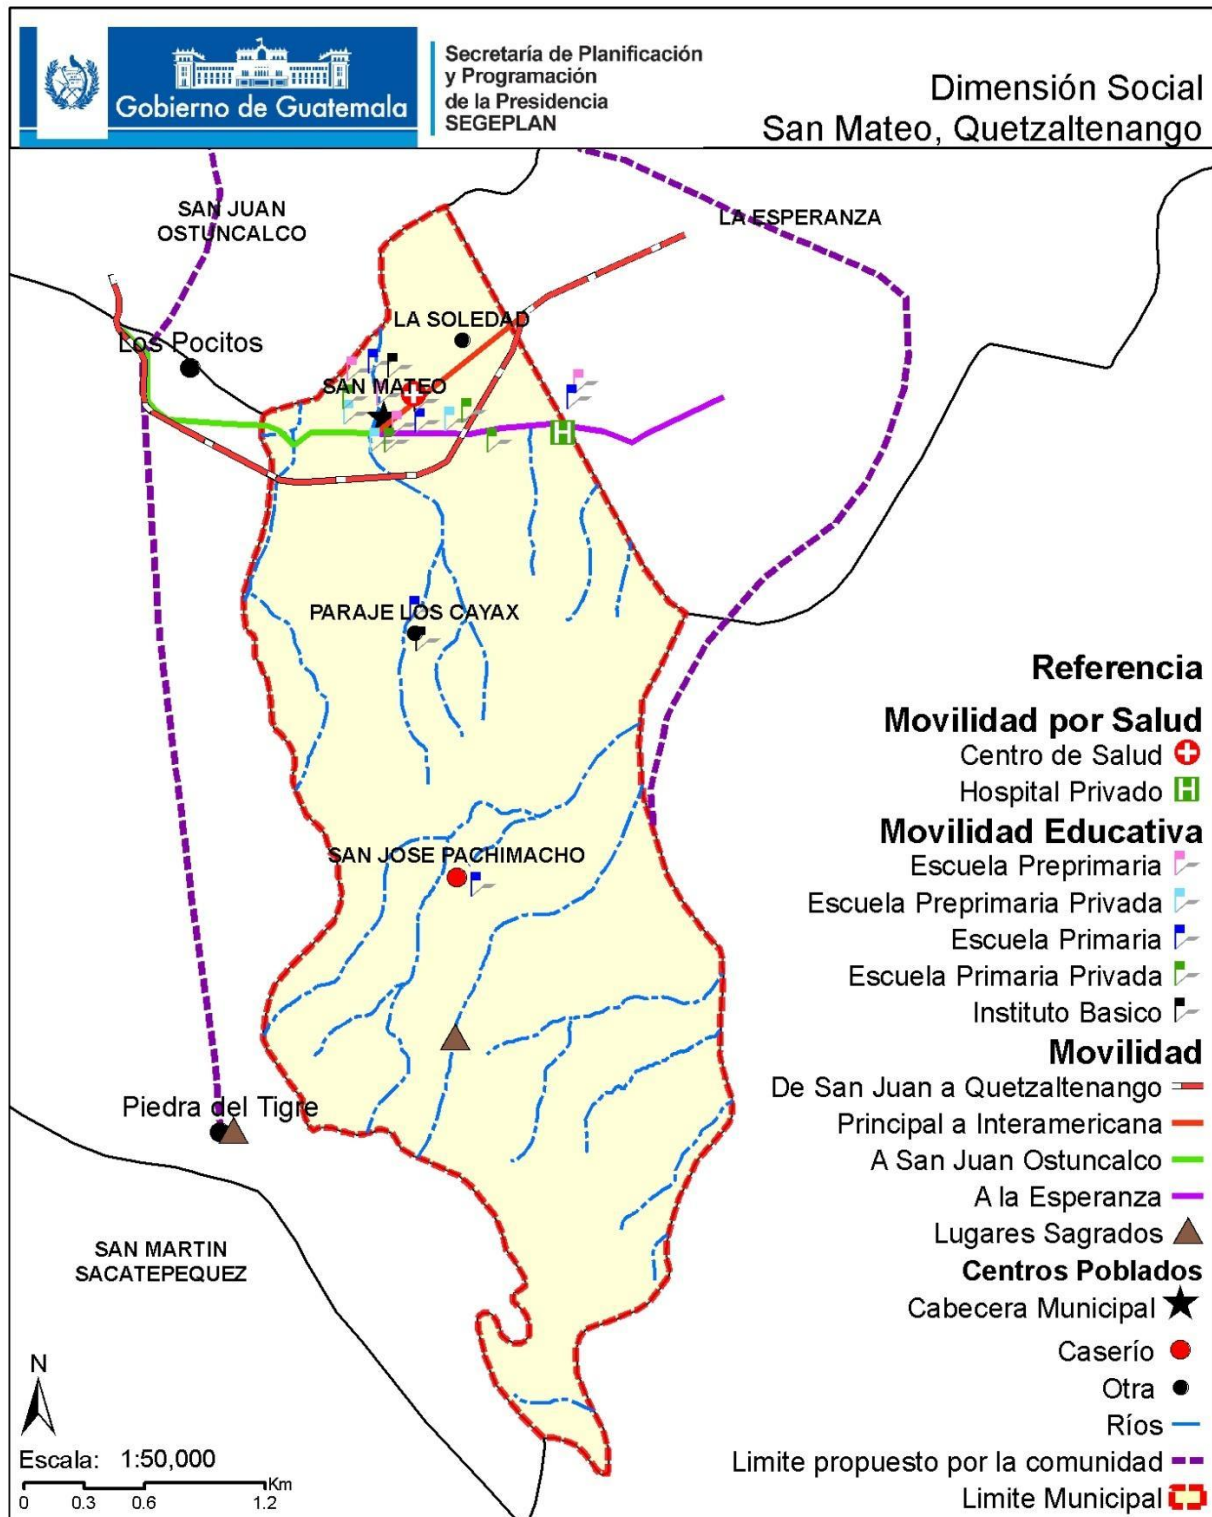 Gobierno de Guatemala
Secretaría de Planificación
y Programación
de la Presidencia
SEGEPLAN
Dimensión Social
San Mateo, Quetzaltenango
SAN JUAN
OSTUNCALCO
LA ESPERANZA
LA SOLEDAD
Los Pocitos
SAN MATEO
H
PARAJE LOS CAYAX
SAN JOSE PACHIMACHO
Piedra del Tigre
SAN MARTIN
SACATEPEQUEZ
Referencia
Movilidad por Salud
Centro de Salud
Hospital Privado H
Movilidad Educativa
Escuela Preprimaria
Escuela Preprimaria Privada
Escuela Primaria
Escuela Primaria Privada
Instituto Basico
Movilidad
De San Juan a Quetzaltenango
Principal a Interamericana
A San Juan Ostuncalco
A la Esperanza
Lugares Sagrados
Centros Poblados
Cabecera Municipal
Caserío
Otra
Ríos
Limite propuesto por la comunidad
Limite Municipal
N
Escala: 1:50,000
Km
0 0.3 0.6 1.2